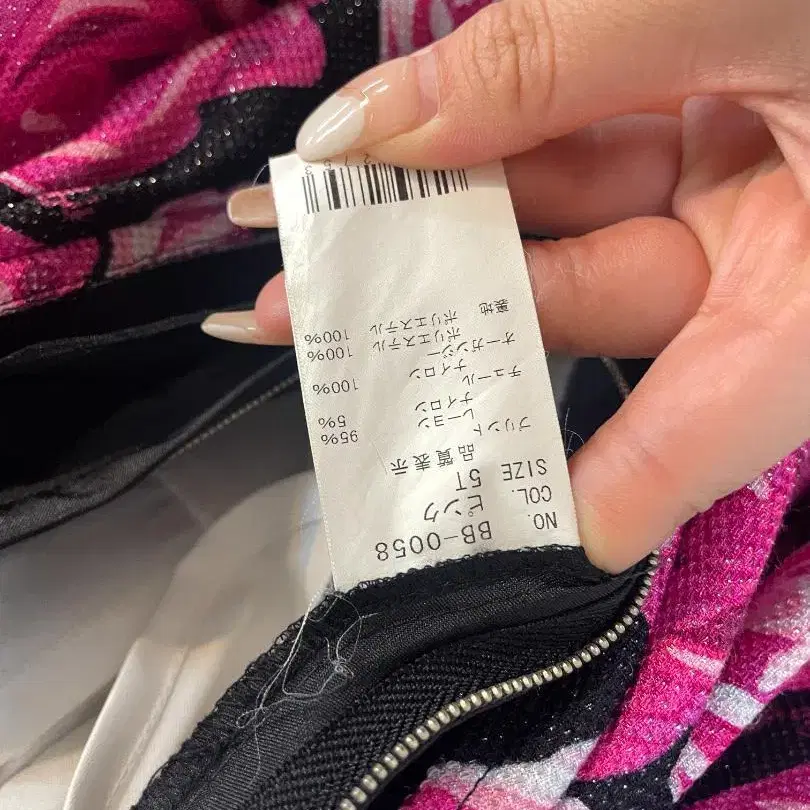 NO. BB-0058
COL. ピンク
SIZE 5T
品質表示
プリント
レーヨン 95%
ナイロン 5%
チュール
ナイロン 100%
オーガンジー
ポリエステル 100%
裏地 ポリエステル 100%